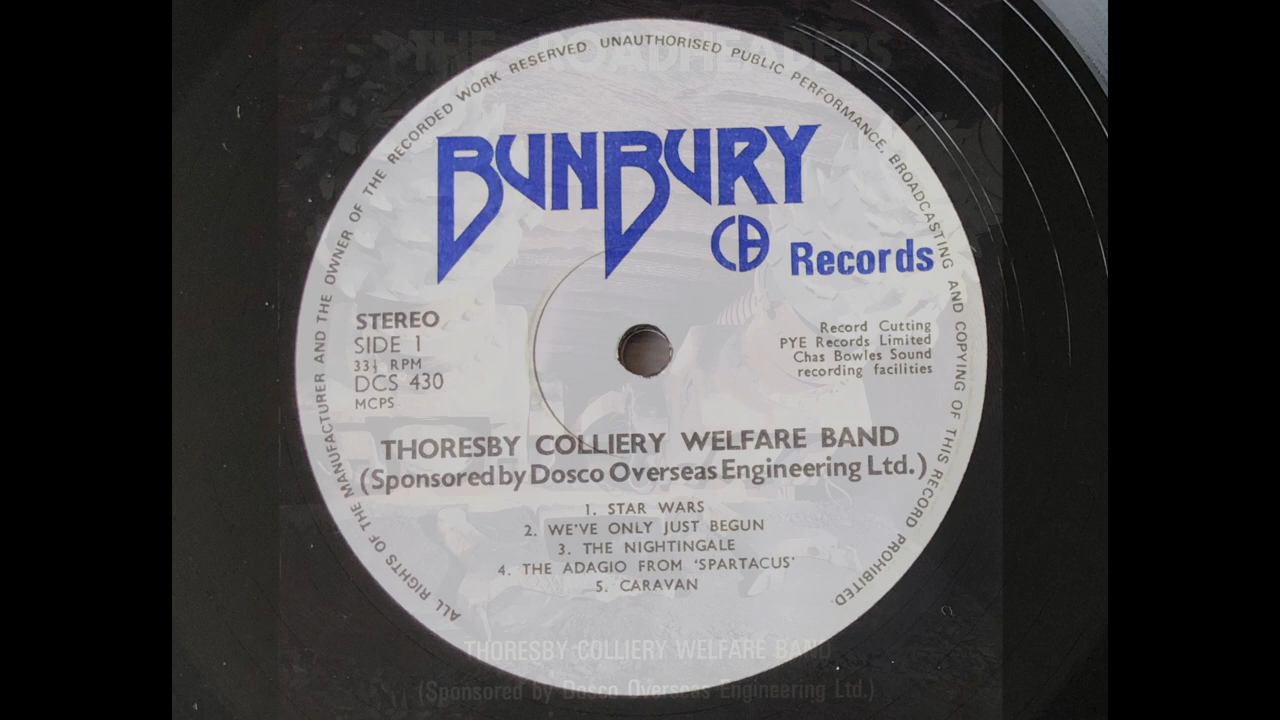 THE ROADHEADERS
ALL RIGHTS OF THE MANUFACTURER AND THE OWNER OF THE RECORDED WORK RESERVED. UNAUTHORISED PUBLIC PERFORMANCE, BROADCASTING AND COPYING OF THIS RECORD PROHIBITED.
BUNBURY
CB Records
STEREO
SIDE 1
33⅓ RPM
DCS 430
MCPS
Record Cutting
PYE Records Limited
Chas Bowles Sound
recording facilities
THORESBY COLLIERY WELFARE BAND
(Sponsored by Dosco Overseas Engineering Ltd.)
1. STAR WARS
2. WE'VE ONLY JUST BEGUN
3. THE NIGHTINGALE
4. THE ADAGIO FROM 'SPARTACUS'
5. CARAVAN
THORESBY COLLIERY WELFARE BAND
(Sponsored by Dosco Overseas Engineering Ltd.)